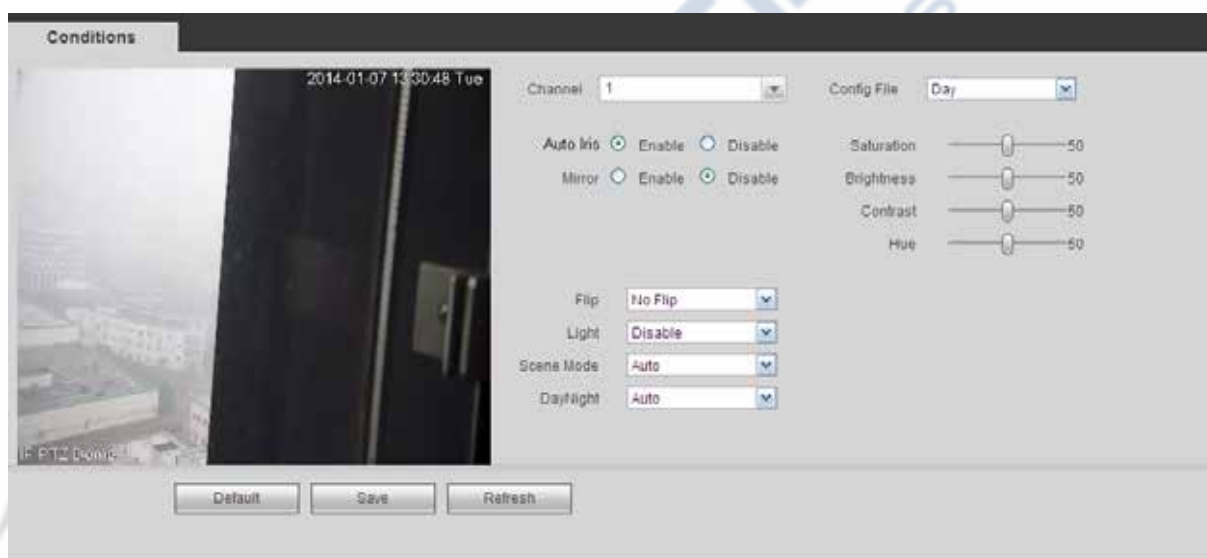 Conditions
2014-01-07 13:30:48 Tue
Channel 1
Config File Day
Auto Iris Enable Disable
Saturation 50
Mirror Enable Disable
Brightness 50
Contrast 50
Hue 50
Flip No Flip
Light Disable
Scene Mode Auto
Day/Night Auto
IP PTZ Dome
Default Save Refresh